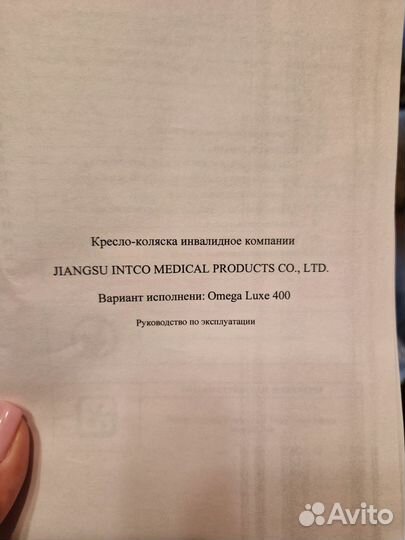 Кресло-коляска инвалидное компании
JIANGSU INTCO MEDICAL PRODUCTS CO., LTD.
Вариант исполнени: Omega Luxe 400
Руководство по эксплуатации
Avito